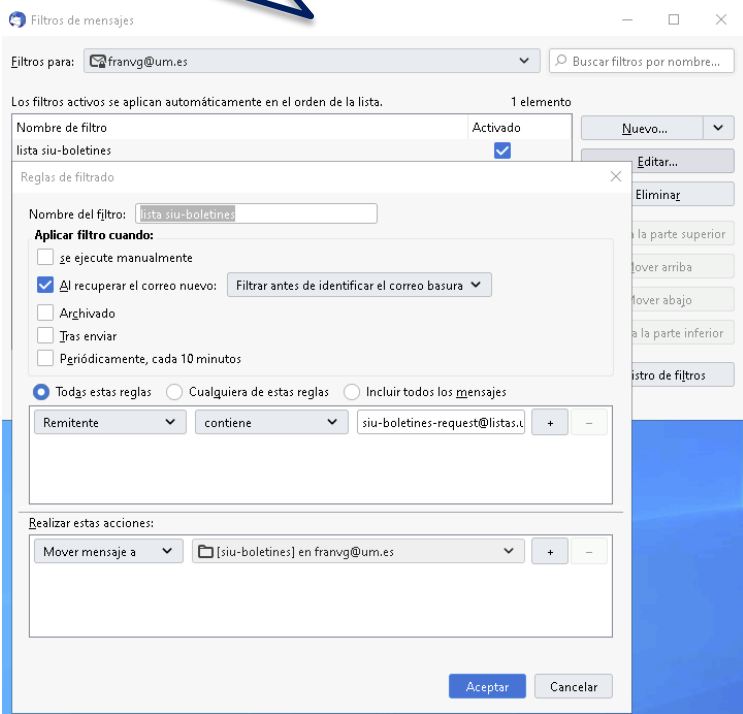 Filtros de mensajes
Filtros para: franvg@um.es
Buscar filtros por nombre...
Los filtros activos se aplican automáticamente en el orden de la lista. 1 elemento
Nombre de filtro Activado
Nuevo...
lista siu-boletines
Editar...
Reglas de filtrado
Eliminar
Nombre del filtro: lista siu-boletines
Aplicar filtro cuando:
la parte superior
se ejecute manualmente
over arriba
Al recuperar el correo nuevo: Filtrar antes de identificar el correo basura
over abajo
Archivado
Tras enviar
a la parte inferior
Periódicamente, cada 10 minutos
istro de filtros
Todas estas reglas Cualquiera de estas reglas Incluir todos los mensajes
Remitente contiene siu-boletines-request@listas.u + -
Realizar estas acciones:
Mover mensaje a [siu-boletines] en franvg@um.es + -
Aceptar Cancelar